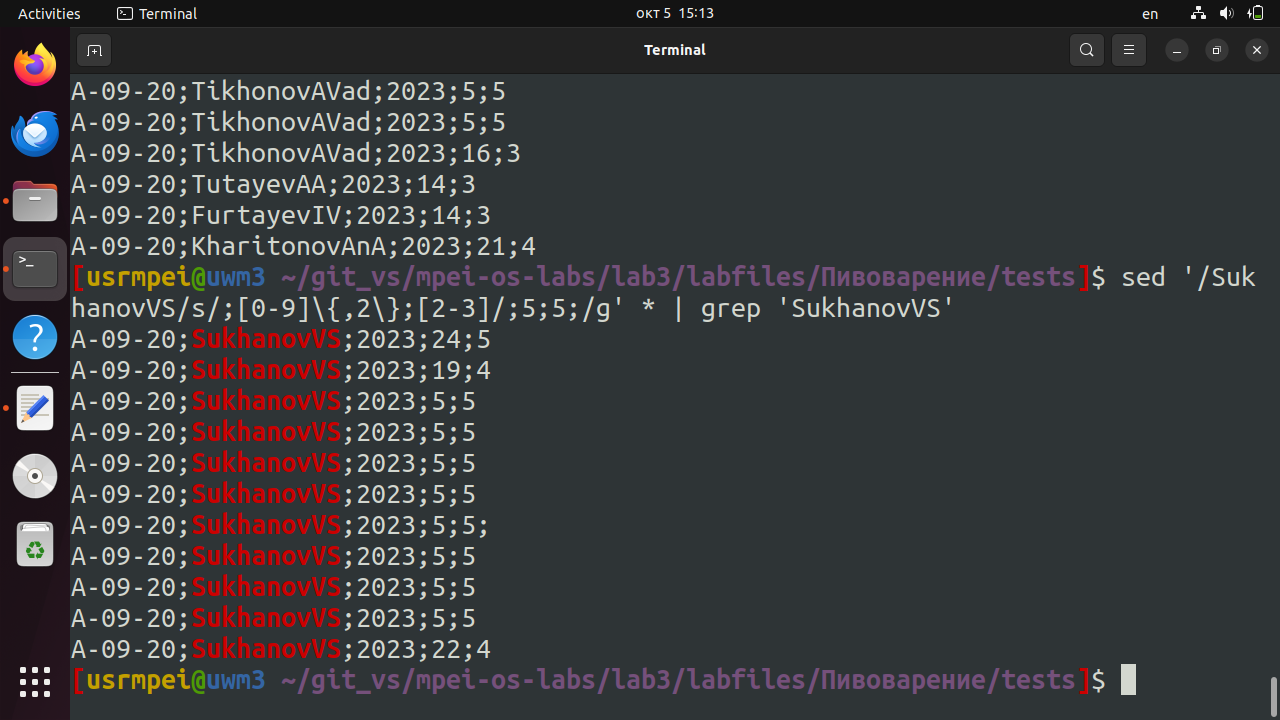 Activities
Terminal
окт 5 15:13
en
Terminal
A-09-20;TikhonovAVad;2023;5;5
A-09-20;TikhonovAVad;2023;5;5
A-09-20;TikhonovAVad;2023;16;3
A-09-20;TutayevAA;2023;14;3
A-09-20;FurtayevIV;2023;14;3
A-09-20;KharitonovAnA;2023;21;4
[usrmpei@uwm3 ~/git_vs/mpei-os-labs/lab3/labfiles/Пивоварение/tests]$ sed '/Suk
hanovVS/s/;[0-9]\{,2\};[2-3]/;5;5;/g' * | grep 'SukhanovVS'
A-09-20;SukhanovVS;2023;24;5
A-09-20;SukhanovVS;2023;19;4
A-09-20;SukhanovVS;2023;5;5
A-09-20;SukhanovVS;2023;5;5
A-09-20;SukhanovVS;2023;5;5
A-09-20;SukhanovVS;2023;5;5
A-09-20;SukhanovVS;2023;5;5;
A-09-20;SukhanovVS;2023;5;5
A-09-20;SukhanovVS;2023;5;5
A-09-20;SukhanovVS;2023;5;5
A-09-20;SukhanovVS;2023;22;4
[usrmpei@uwm3 ~/git_vs/mpei-os-labs/lab3/labfiles/Пивоварение/tests]$